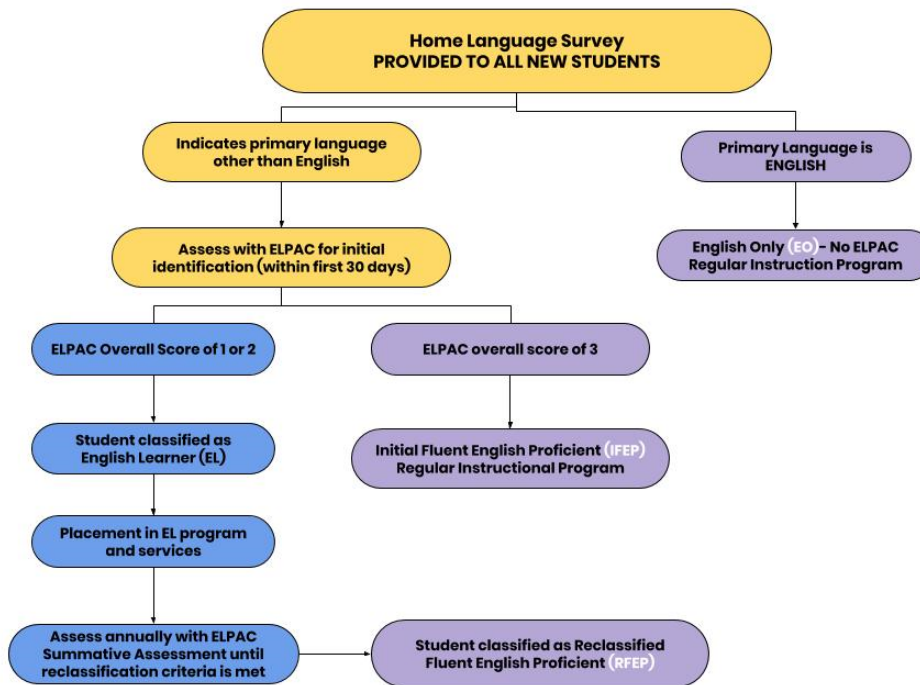 Home Language Survey
PROVIDED TO ALL NEW STUDENTS
Indicates primary language
other than English
Primary Language is
ENGLISH
Assess with ELPAC for initial
identification (within first 30 days)
English Only (EO)- No ELPAC
Regular Instruction Program
ELPAC Overall Score of 1 or 2
ELPAC overall score of 3
Student classified as
English Learner (EL)
Initial Fluent English Proficient (IFEP)
Regular Instructional Program
Placement in EL program
and services
Assess annually with ELPAC
Summative Assessment until
reclassification criteria is met
Student classified as Reclassified
Fluent English Proficient (RFEP)